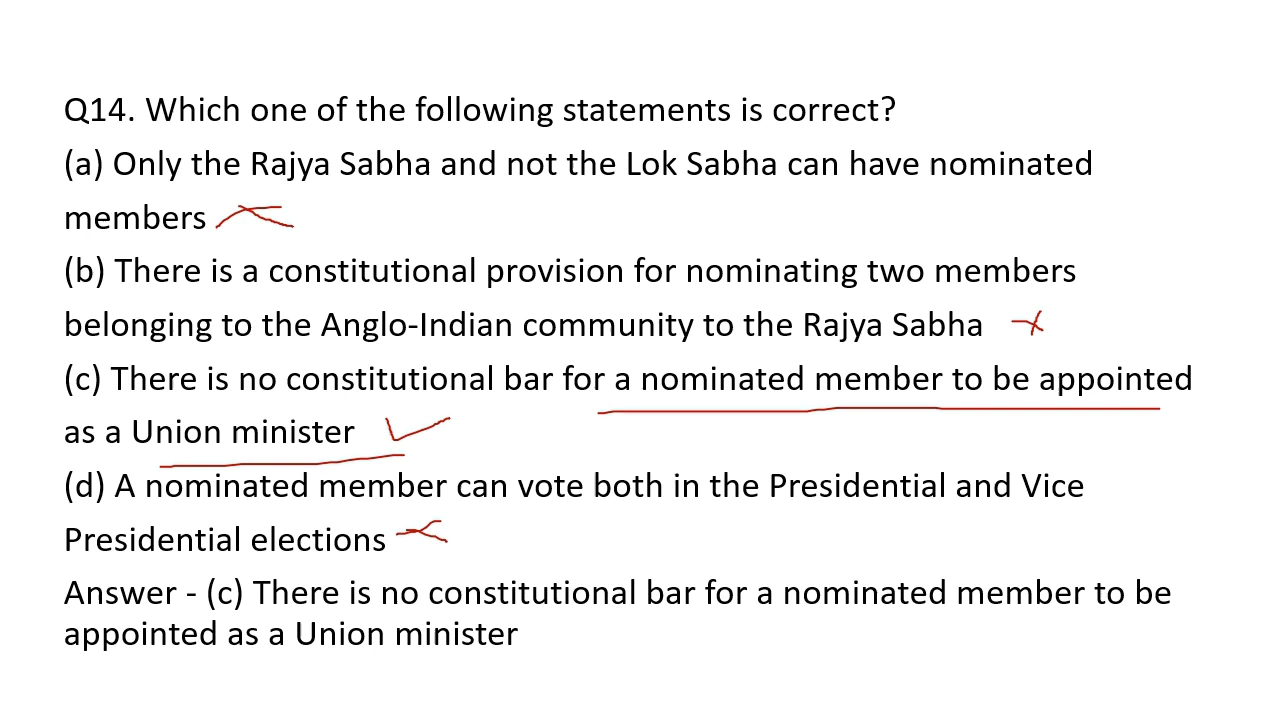 Q14. Which one of the following statements is correct?
(a) Only the Rajya Sabha and not the Lok Sabha can have nominated
members
(b) There is a constitutional provision for nominating two members
belonging to the Anglo-Indian community to the Rajya Sabha
(c) There is no constitutional bar for a nominated member to be appointed
as a Union minister
(d) A nominated member can vote both in the Presidential and Vice
Presidential elections
Answer - (c) There is no constitutional bar for a nominated member to be
appointed as a Union minister